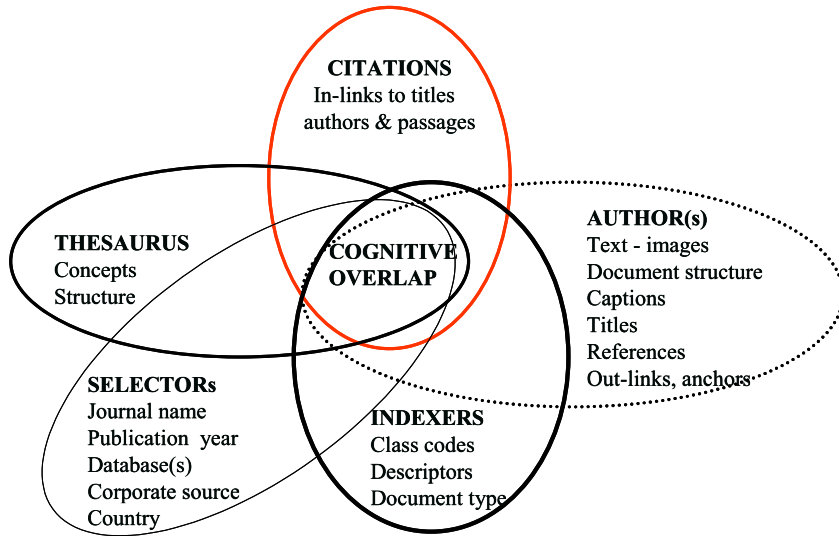 CITATIONS
In-links to titles
authors & passages
THESAURUS
Concepts
Structure
COGNITIVE
OVERLAP
AUTHOR(s)
Text - images
Document structure
Captions
Titles
References
Out-links, anchors
SELECTORs
Journal name
Publication year
Database(s)
Corporate source
Country
INDEXERS
Class codes
Descriptors
Document type